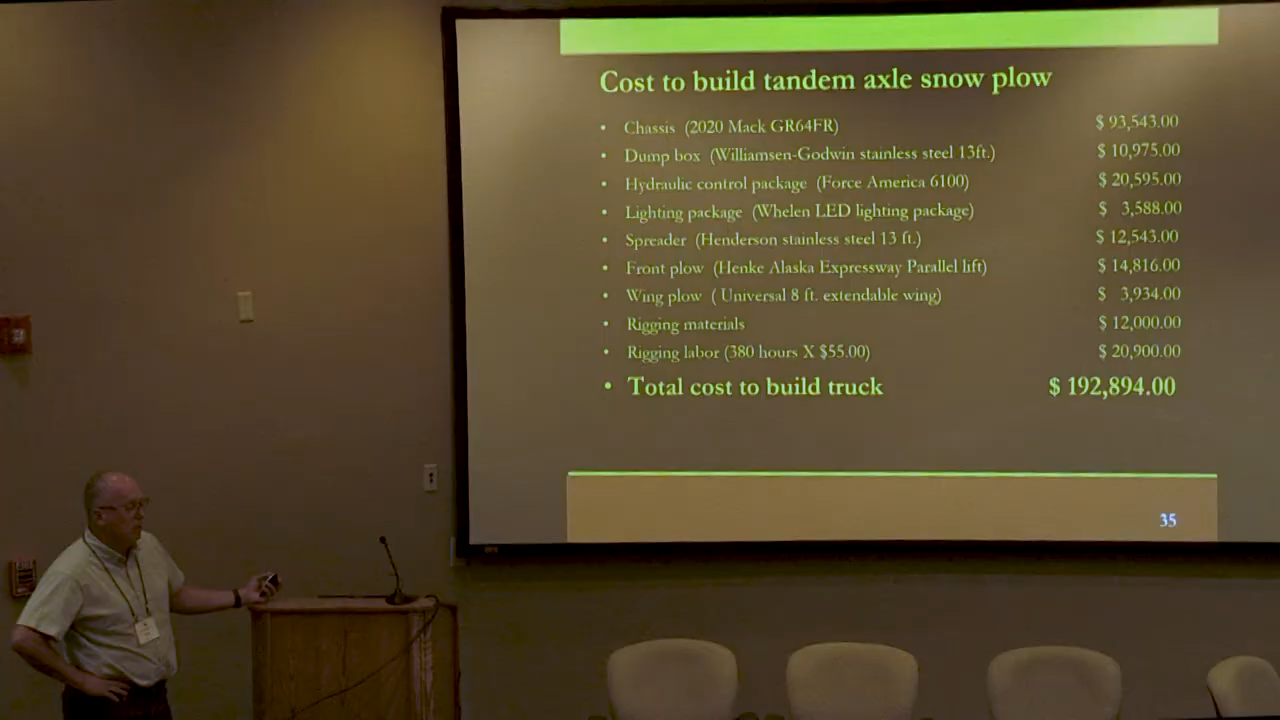 Cost to build tandem axle snow plow
• Chassis (2020 Mack GR64FR) $ 93,543.00
• Dump box (Williamsen-Godwin stainless steel 13ft.) $ 10,975.00
• Hydraulic control package (Force America 6100) $ 20,595.00
• Lighting package (Whelen LED lighting package) $ 3,588.00
• Spreader (Henderson stainless steel 13 ft.) $ 12,543.00
• Front plow (Henke Alaska Expressway Parallel lift) $ 14,816.00
• Wing plow ( Universal 8 ft. extendable wing) $ 3,934.00
• Rigging materials $ 12,000.00
• Rigging labor (380 hours X $55.00) $ 20,900.00
• Total cost to build truck $ 192,894.00
35